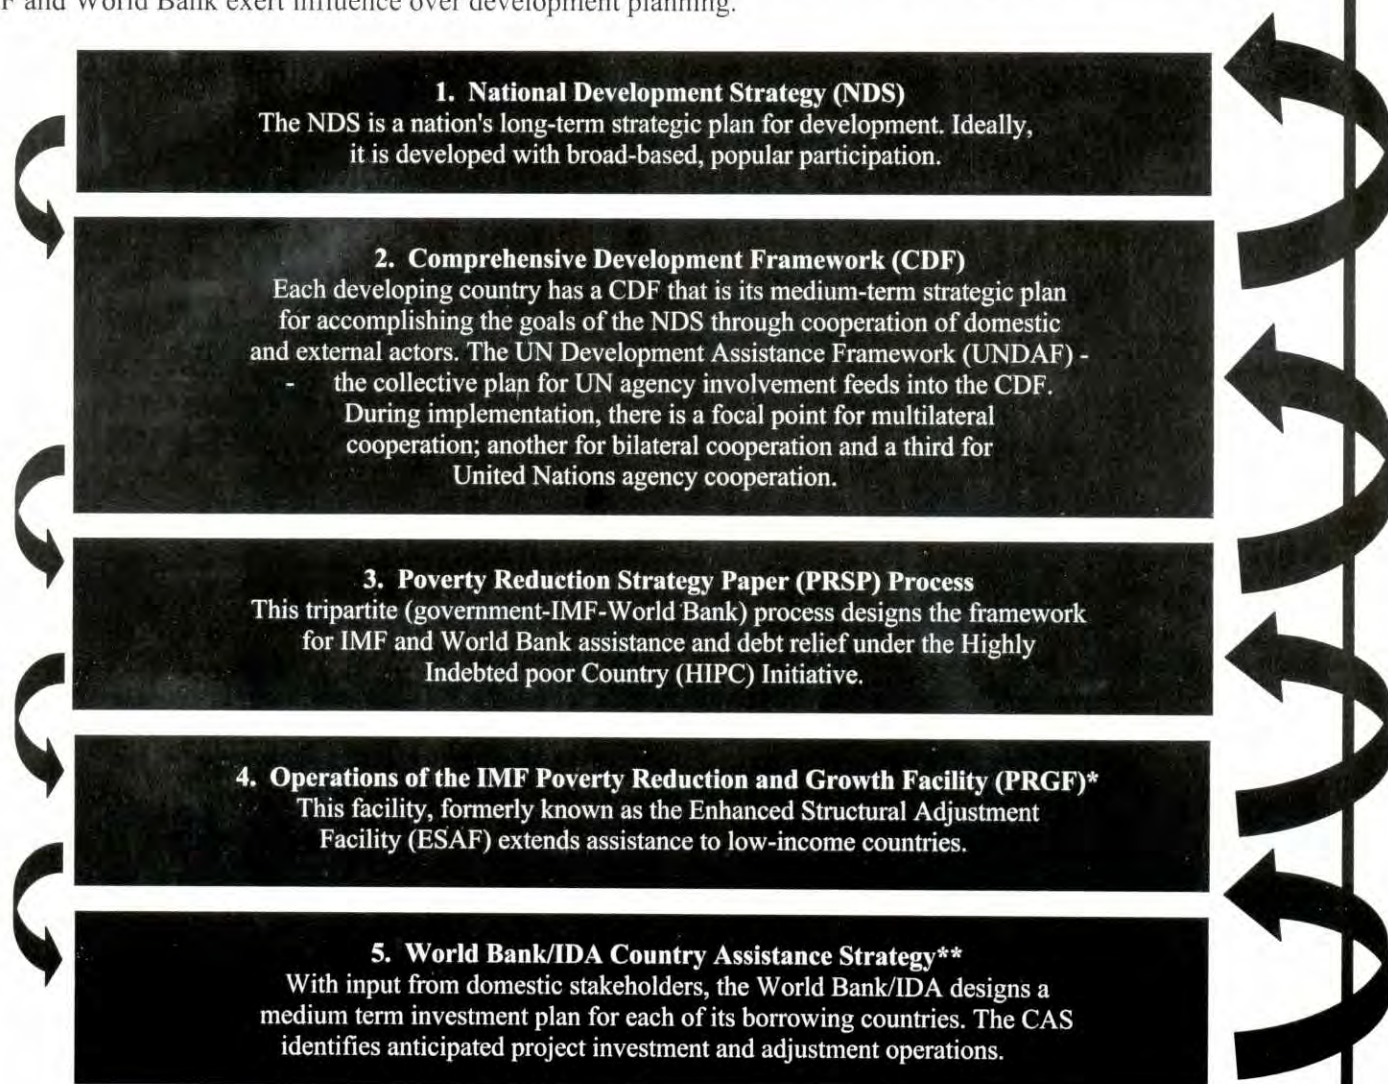 F and World Bank exert influence over development planning.
1. National Development Strategy (NDS)
The NDS is a nation's long-term strategic plan for development. Ideally,
it is developed with broad-based, popular participation.
2. Comprehensive Development Framework (CDF)
Each developing country has a CDF that is its medium-term strategic plan
for accomplishing the goals of the NDS through cooperation of domestic
and external actors. The UN Development Assistance Framework (UNDAF) -
- the collective plan for UN agency involvement feeds into the CDF.
During implementation, there is a focal point for multilateral
cooperation; another for bilateral cooperation and a third for
United Nations agency cooperation.
3. Poverty Reduction Strategy Paper (PRSP) Process
This tripartite (government-IMF-World Bank) process designs the framework
for IMF and World Bank assistance and debt relief under the Highly
Indebted poor Country (HIPC) Initiative.
4. Operations of the IMF Poverty Reduction and Growth Facility (PRGF)*
This facility, formerly known as the Enhanced Structural Adjustment
Facility (ESAF) extends assistance to low-income countries.
5. World Bank/IDA Country Assistance Strategy**
With input from domestic stakeholders, the World Bank/IDA designs a
medium term investment plan for each of its borrowing countries. The CAS
identifies anticipated project investment and adjustment operations.